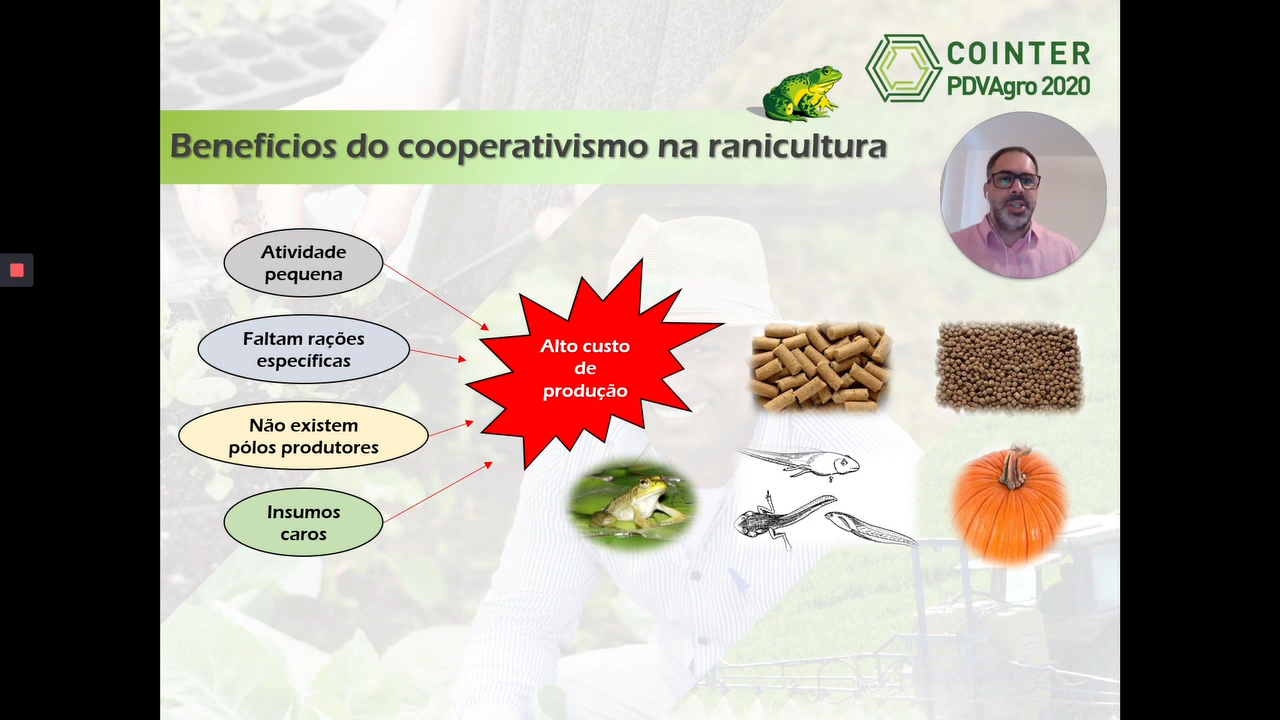 COINTER
PDVAgro 2020
Benefícios do cooperativismo na ranicultura
Atividade
pequena
Faltam rações
específicas
Não existem
pólos produtores
Insumos
caros
Alto custo
de
produção